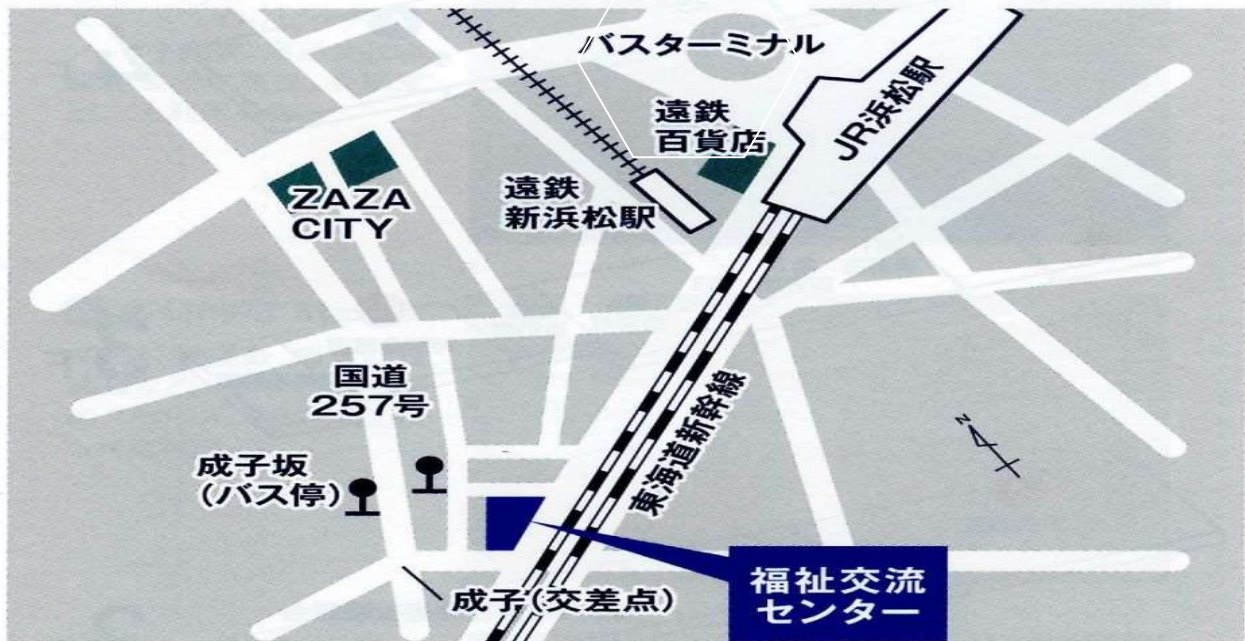 バスターミナル
遠鉄
百貨店
JR浜松駅
ZAZA
CITY
遠鉄
新浜松駅
国道
257号
東海道新幹線
N
成子坂
(バス停)
成子(交差点)
福祉交流
センター